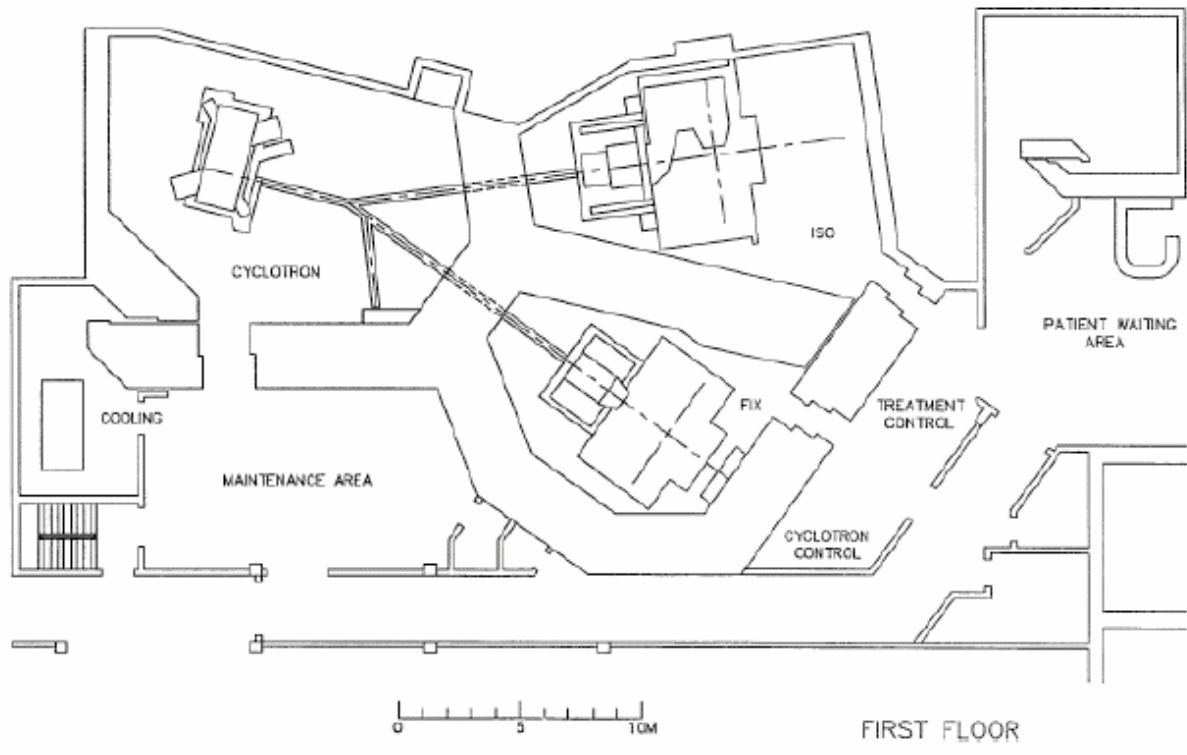 ISO
CYCLOTRON
PATIENT WAITING
AREA
COOLING
FIX
TREATMENT
CONTROL
MAINTENANCE AREA
CYCLOTRON
CONTROL
0 5 10M
FIRST FLOOR